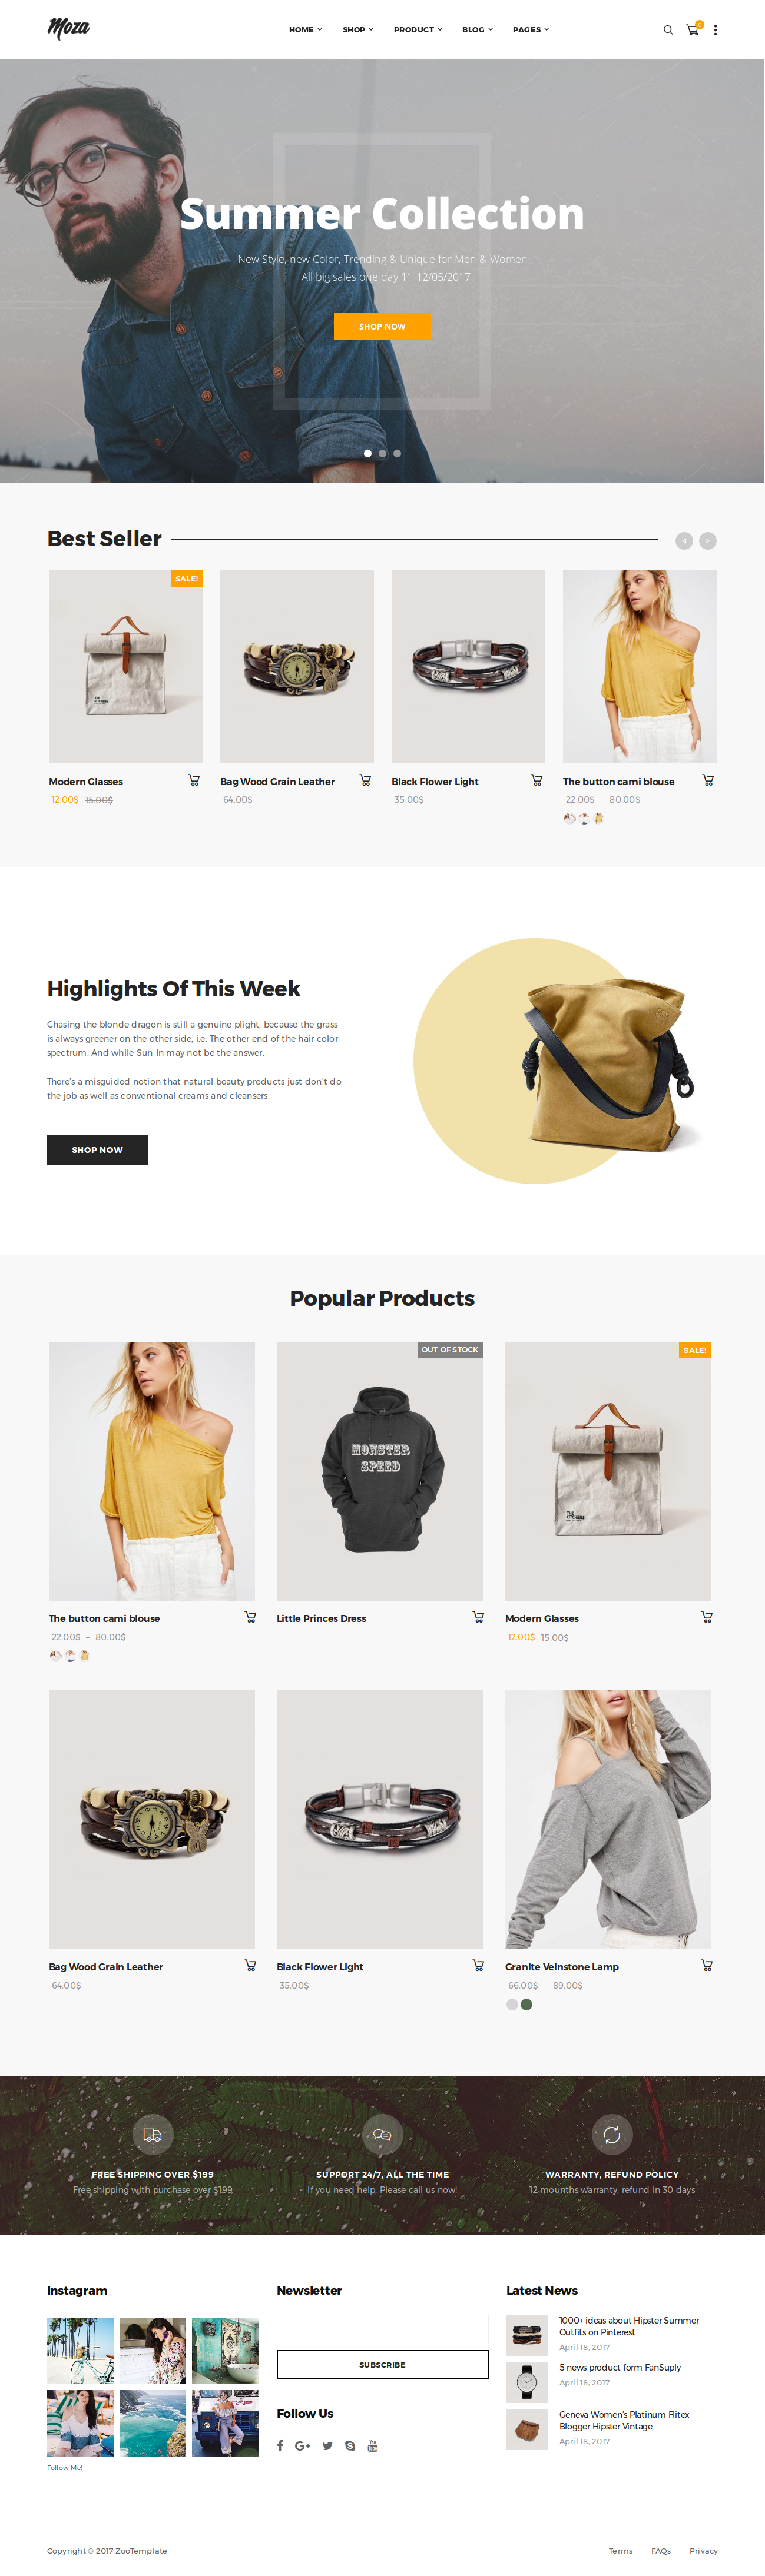 Moza
HOME SHOP PRODUCT BLOG PAGES
0
Summer Collection
New Style, new Color, Trending & Unique for Men & Women.
All big sales one day 11-12/05/2017
SHOP NOW
Best Seller
SALE!
THE
KITCHENS
Modern Glasses
12.00$ 15.00$
Bag Wood Grain Leather
64.00$
Black Flower Light
35.00$
The button cami blouse
22.00$ – 80.00$
Highlights Of This Week
Chasing the blonde dragon is still a genuine plight, because the grass
is always greener on the other side, i.e. The other end of the hair color
spectrum. And while Sun-In may not be the answer.
There's a misguided notion that natural beauty products just don't do
the job as well as conventional creams and cleansers.
SHOP NOW
Popular Products
The button cami blouse
22.00$ – 80.00$
OUT OF STOCK
MONSTER
SPEED
Little Princes Dress
SALE!
THE
KITCHENS
Modern Glasses
12.00$ 15.00$
Bag Wood Grain Leather
64.00$
Black Flower Light
35.00$
Granite Veinstone Lamp
66.00$ – 89.00$
FREE SHIPPING OVER $199
Free shipping with purchase over $199
SUPPORT 24/7, ALL THE TIME
If you need help, Please call us now!
WARRANTY, REFUND POLICY
12 mounths warranty, refund in 30 days
Instagram
Follow Me!
Newsletter
SUBSCRIBE
Follow Us
Latest News
1000+ ideas about Hipster Summer
Outfits on Pinterest
April 18, 2017
5 news product form FanSuply
April 18, 2017
Geneva Women's Platinum Flitex
Blogger Hipster Vintage
April 18, 2017
Copyright © 2017 ZooTemplate
Terms FAQs Privacy